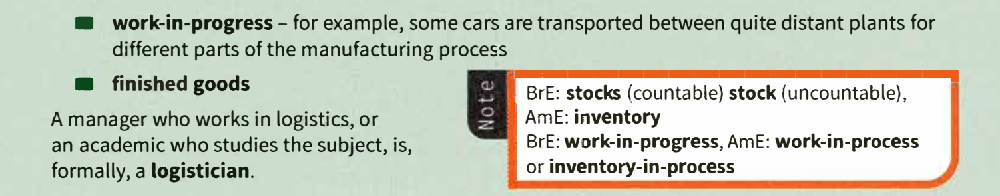 work-in-progress – for example, some cars are transported between quite distant plants for
different parts of the manufacturing process
finished goods
A manager who works in logistics, or
an academic who studies the subject, is,
formally, a logistician.
Note
BrE: stocks (countable) stock (uncountable),
AmE: inventory
BrE: work-in-progress, AmE: work-in-process
or inventory-in-process